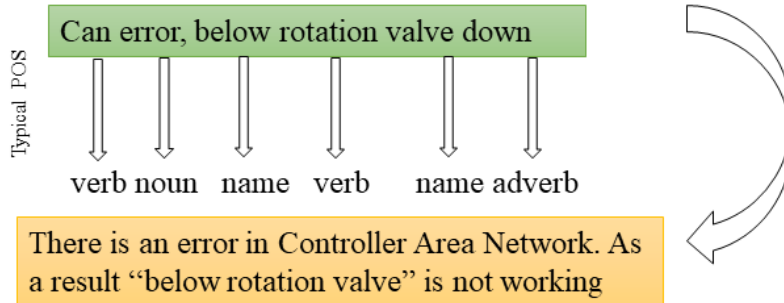 Can error, below rotation valve down
Typical POS
verb noun name verb name adverb
There is an error in Controller Area Network. As
a result “below rotation valve” is not working